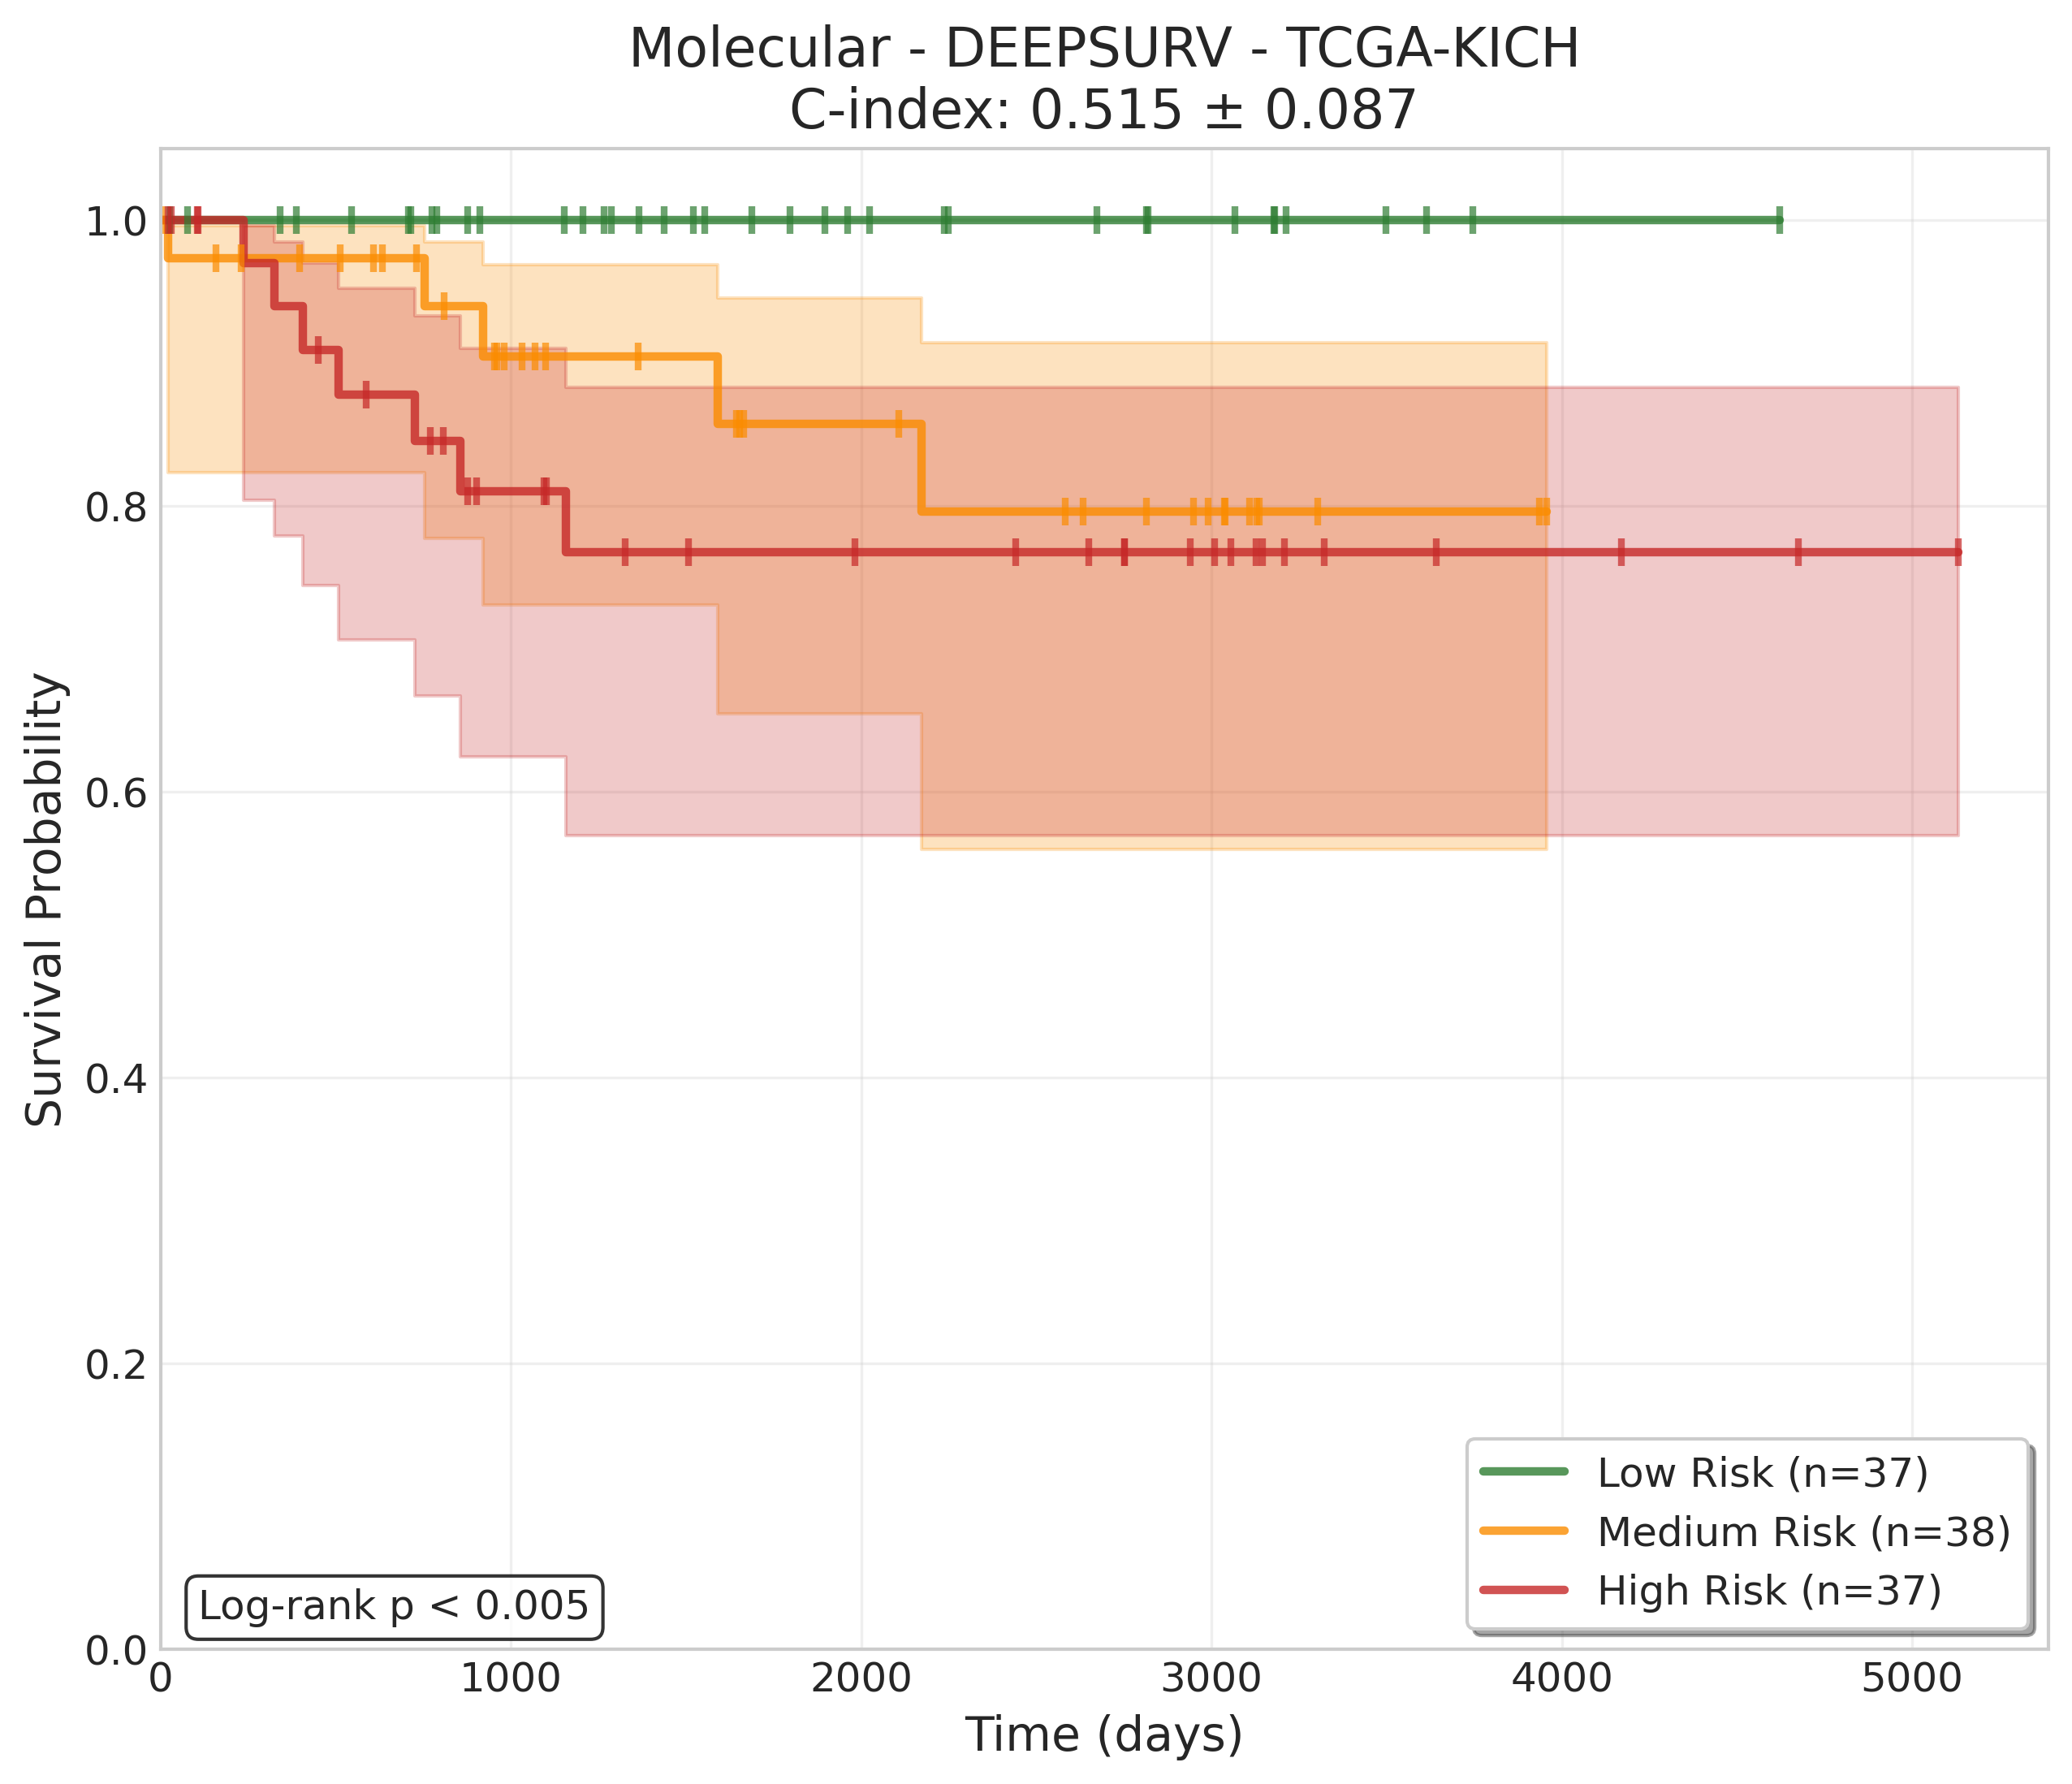 Molecular - DEEPSURV - TCGA-KICH
C-index: 0.515 ± 0.087
Survival Probability
1.0
0.8
0.6
0.4
0.2
0.0
0 1000 2000 3000 4000 5000
Time (days)
Log-rank p < 0.005
Low Risk (n=37)
Medium Risk (n=38)
High Risk (n=37)